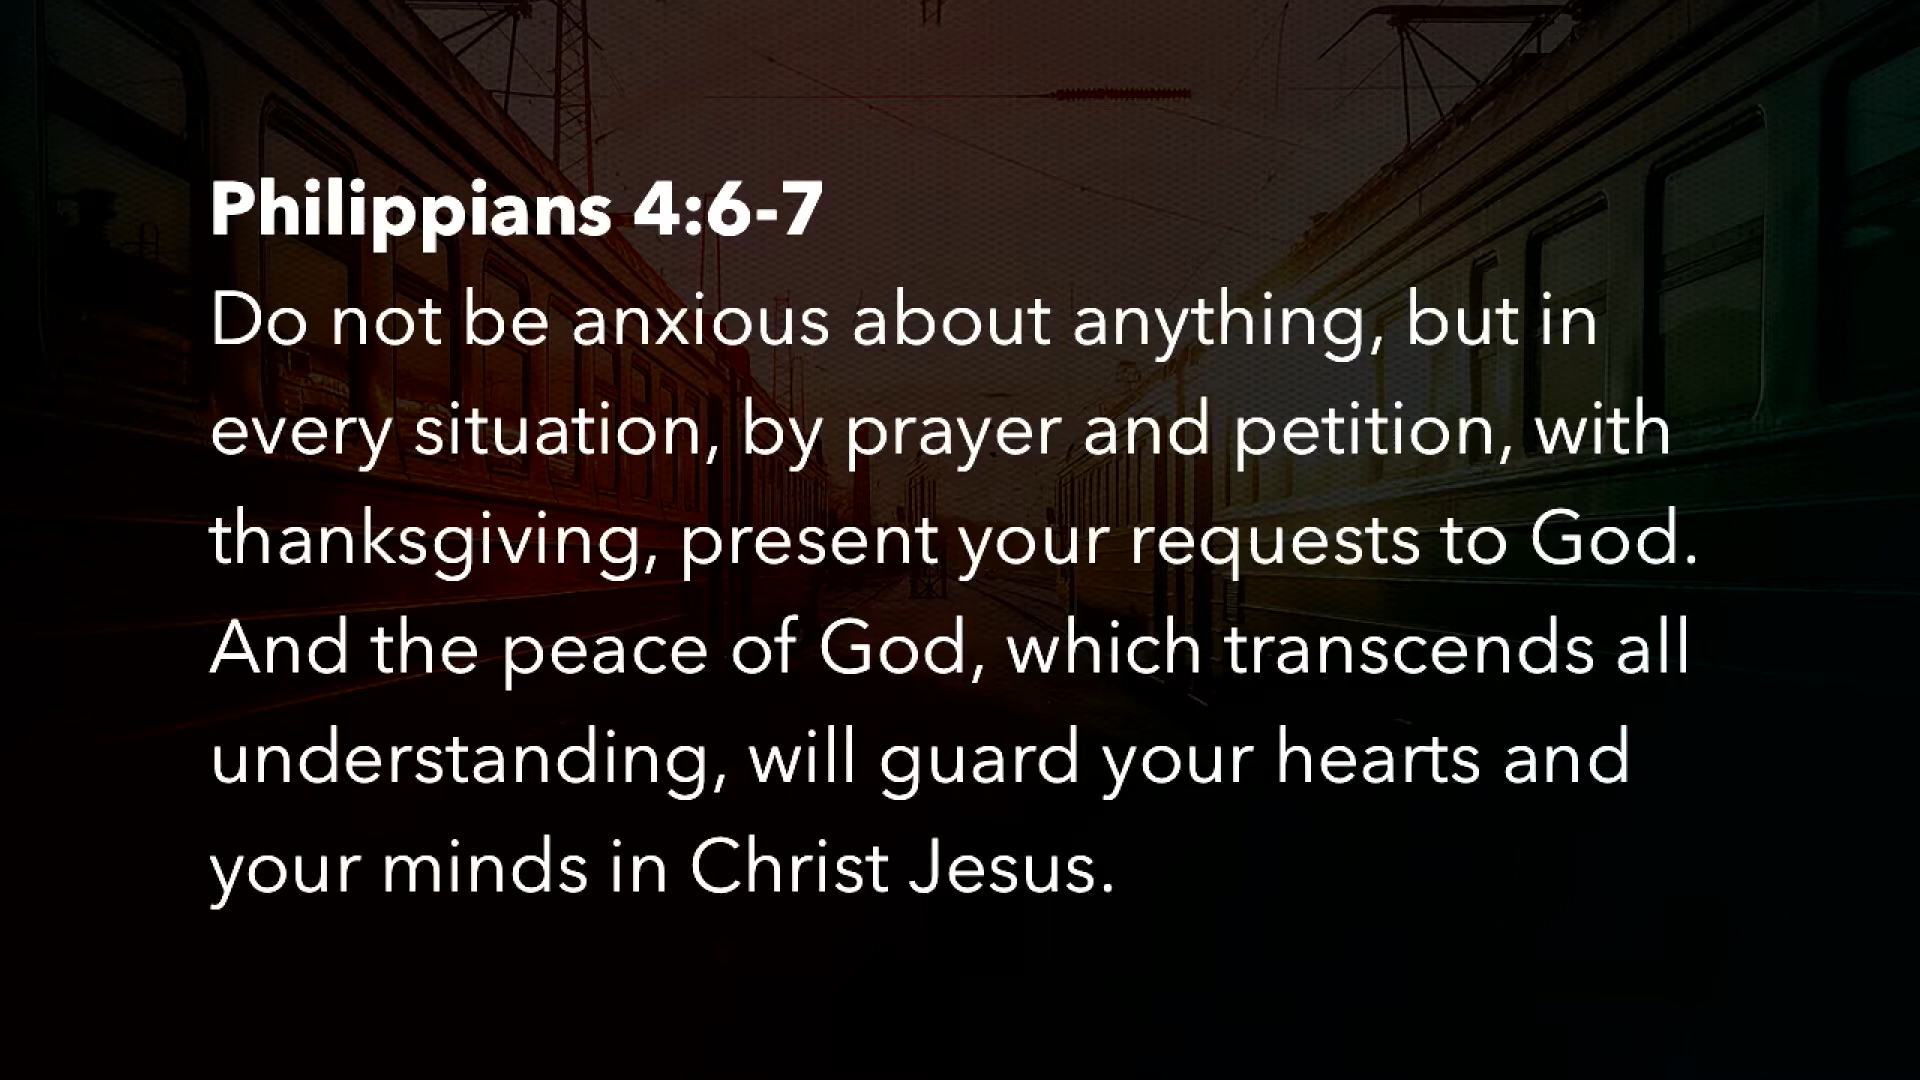 Philippians 4:6-7
Do not be anxious about anything, but in
every situation, by prayer and petition, with
thanksgiving, present your requests to God.
And the peace of God, which transcends all
understanding, will guard your hearts and
your minds in Christ Jesus.